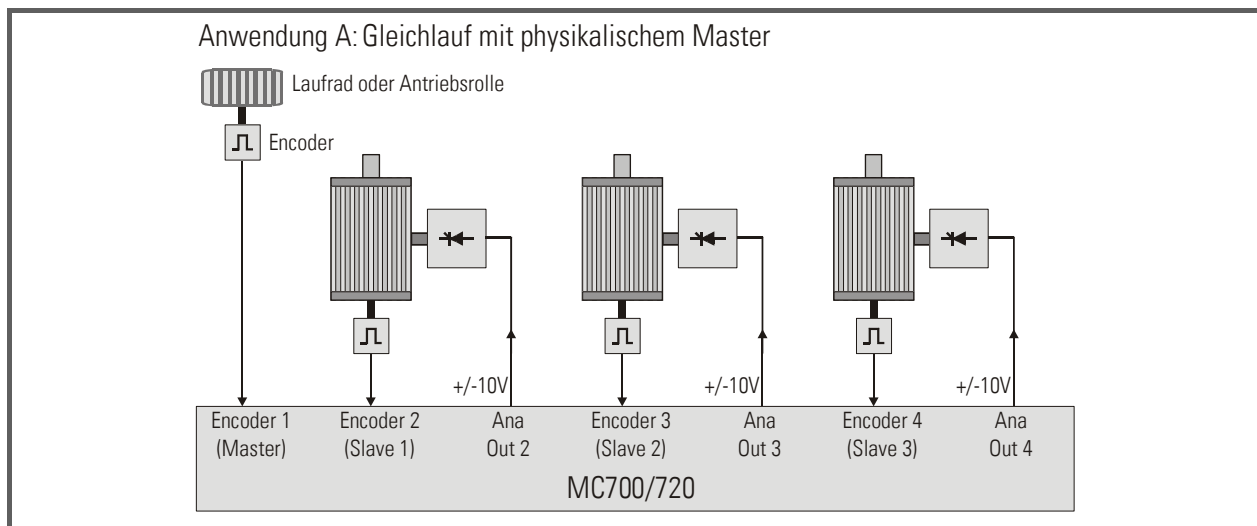 Anwendung A: Gleichlauf mit physikalischem Master
Laufrad oder Antriebsrolle
Encoder
+/-10V
+/-10V
+/-10V
Encoder 1
(Master)
Encoder 2
(Slave 1)
Ana
Out 2
Encoder 3
(Slave 2)
Ana
Out 3
Encoder 4
(Slave 3)
Ana
Out 4
MC700/720